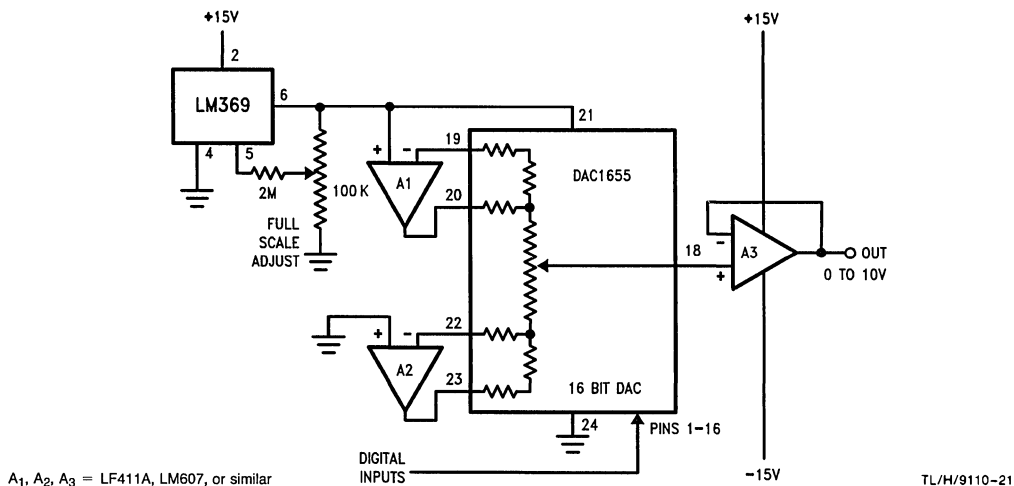 +15V
+15V
2
LM369
6
4
5
2M
100K
FULL
SCALE
ADJUST
+
-
A1
19
20
21
DAC1655
18
-
A3
+
OUT
0 TO 10V
+
-
A2
22
23
16 BIT DAC
24
PINS 1-16
DIGITAL
INPUTS
-15V
A1, A2, A3 = LF411A, LM607, or similar
TL/H/9110-21